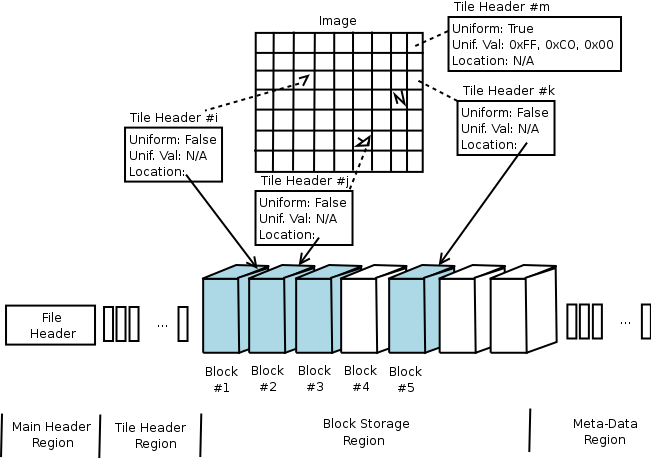 Image
Tile Header #m
Uniform: True
Unif. Val: 0xFF, 0xC0, 0x00
Location: N/A
Tile Header #k
Uniform: False
Unif. Val: N/A
Location:
Tile Header #i
Uniform: False
Unif. Val: N/A
Location:
Tile Header #j
Uniform: False
Unif. Val: N/A
Location:
File
Header
...
...
Block
#1
Block
#2
Block
#3
Block
#4
Block
#5
Main Header
Region
Tile Header
Region
Block Storage
Region
Meta-Data
Region